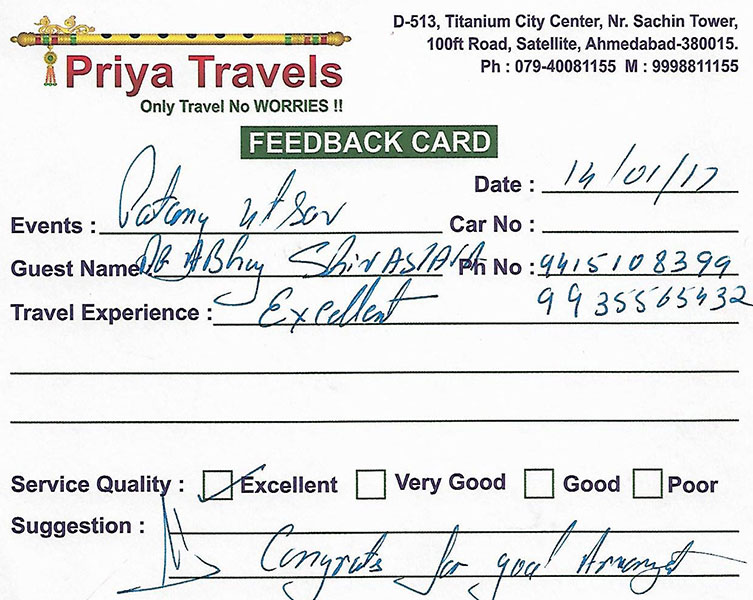 Priya Travels
Only Travel No WORRIES !!
D-513, Titanium City Center, Nr. Sachin Tower,
100ft Road, Satellite, Ahmedabad-380015.
Ph : 079-40081155 M : 9998811155
FEEDBACK CARD
Date : 14/01/17
Events : Patang utsav
Car No :
Guest Name Dr ABhay ShivAStAVA
Ph No : 9415108399
9935565432
Travel Experience : Excellent
Service Quality : Excellent Very Good Good Poor
Suggestion :
Congrats for good